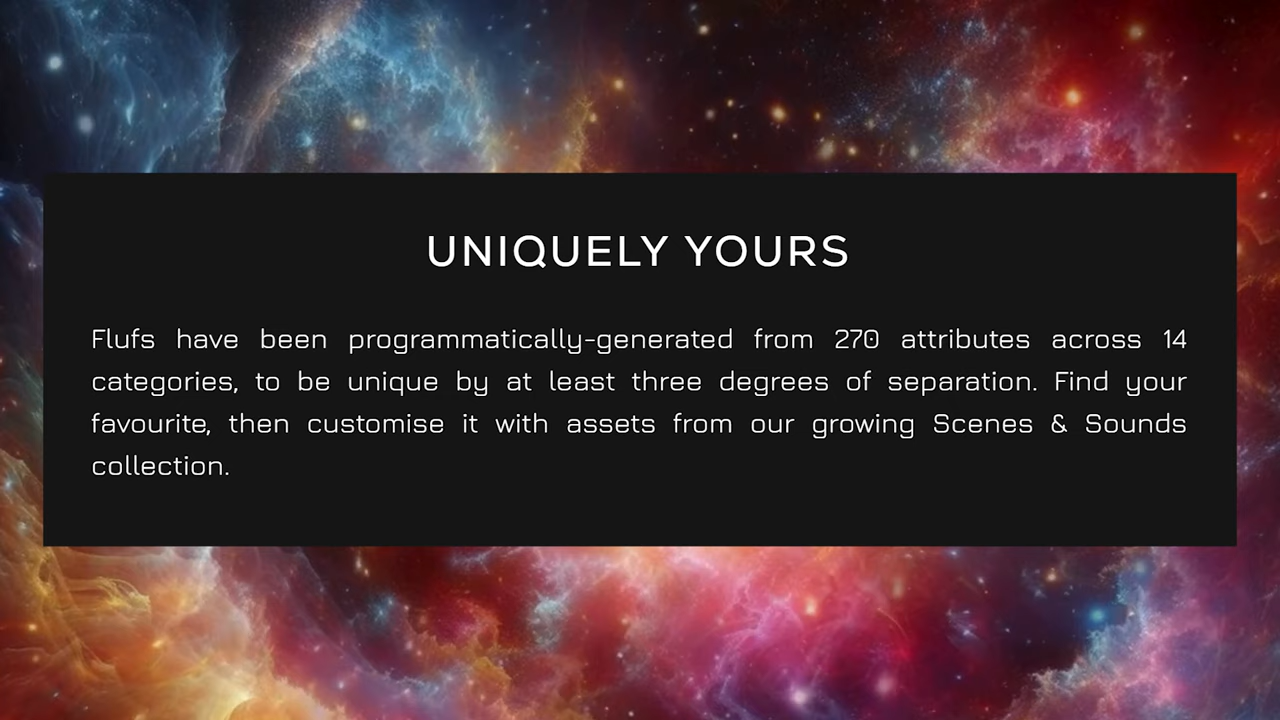 UNIQUELY YOURS
Flufs have been programmatically-generated from 270 attributes across 14
categories, to be unique by at least three degrees of separation. Find your
favourite, then customise it with assets from our growing Scenes & Sounds
collection.